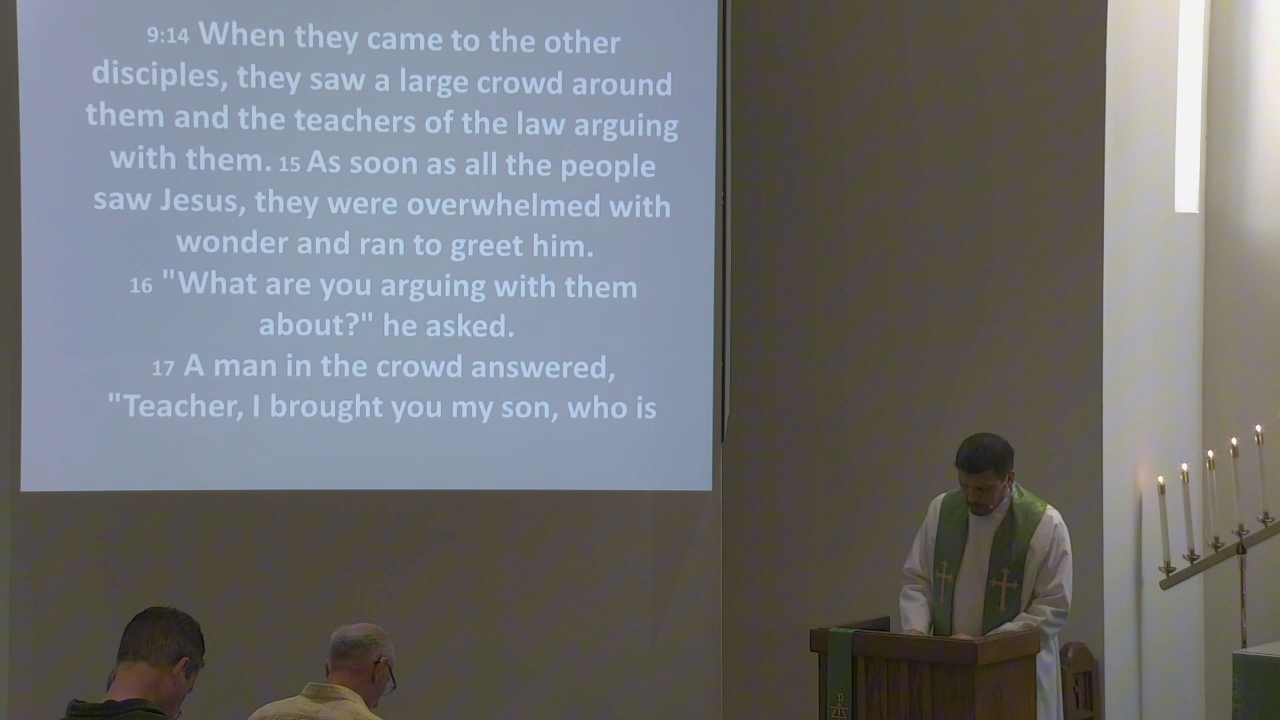 9:14 When they came to the other
disciples, they saw a large crowd around
them and the teachers of the law arguing
with them. 15 As soon as all the people
saw Jesus, they were overwhelmed with
wonder and ran to greet him.
16 "What are you arguing with them
about?" he asked.
17 A man in the crowd answered,
"Teacher, I brought you my son, who is